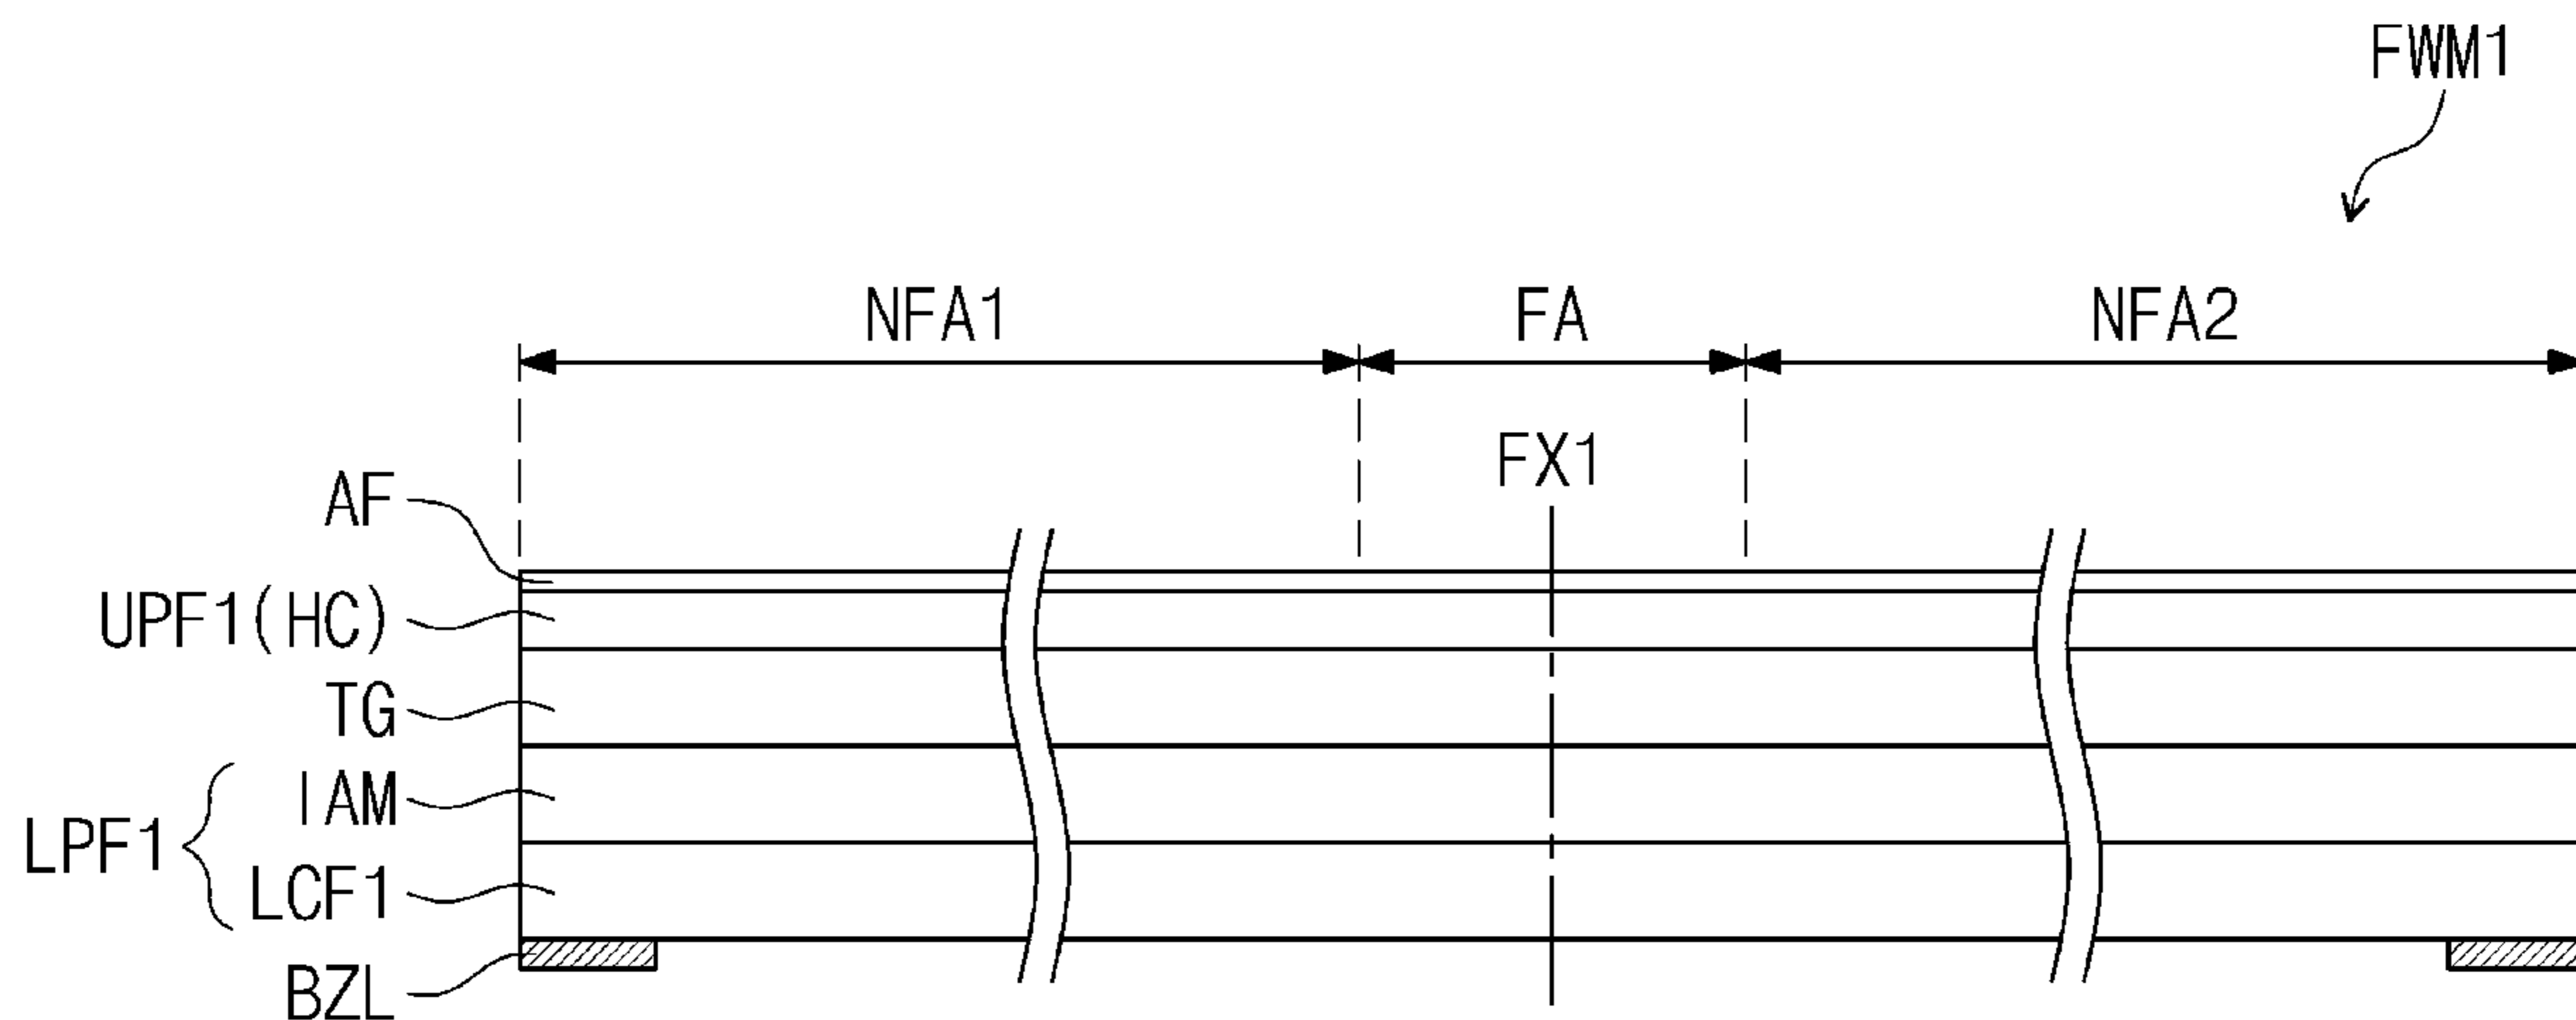 FWM1
NFA1 FA NFA2
FX1
AF
UPF1(HC)
TG
IAM
LPF1
LCF1
BZL